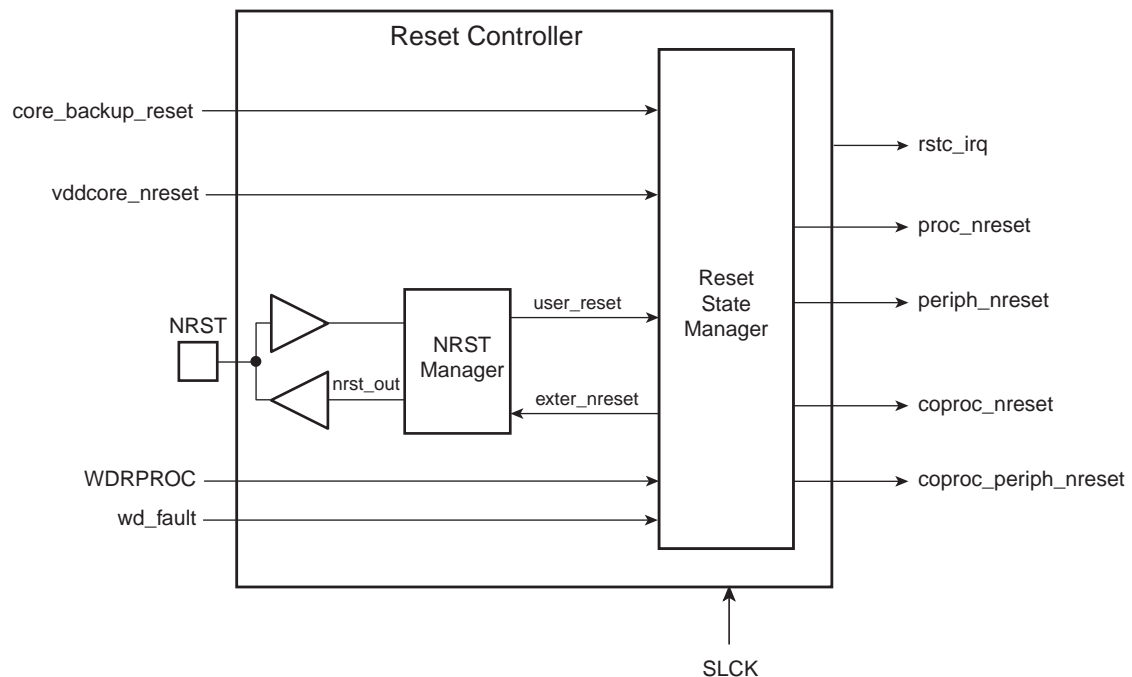 Reset Controller
core_backup_reset
rstc_irq
vddcore_nreset
proc_nreset
Reset
State
Manager
periph_nreset
user_reset
NRST
NRST
Manager
nrst_out
exter_nreset
coproc_nreset
WDRPROC
coproc_periph_nreset
wd_fault
SLCK